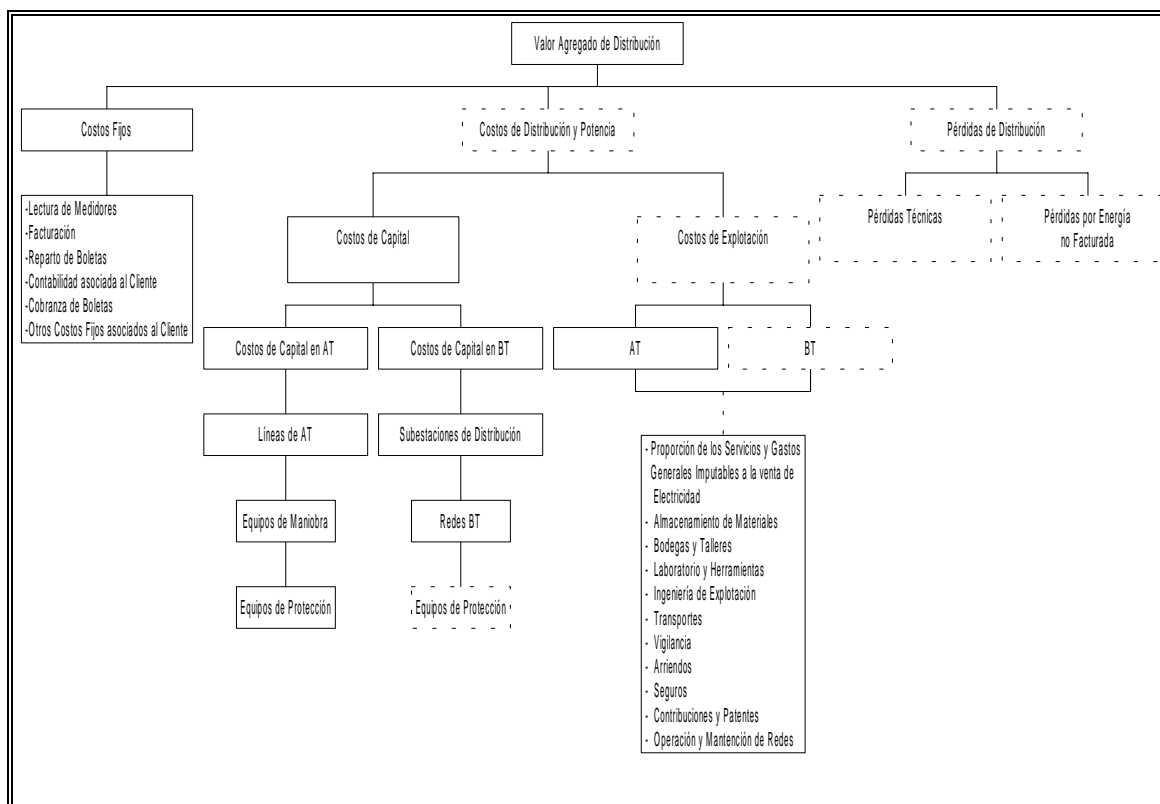 Valor Agregado de Distribución
Costos Fijos
Costos de Distribución y Potencia
Pérdidas de Distribución
-Lectura de Medidores
-Facturación
-Reparto de Boletas
-Contabilidad asociada al Cliente
-Cobranza de Boletas
-Otros Costos Fijos asociados al Cliente
Costos de Capital
Costos de Explotación
Pérdidas Técnicas
Pérdidas por Energía
no Facturada
Costos de Capital en AT
Costos de Capital en BT
AT
BT
Líneas de AT
Subestaciones de Distribución
Equipos de Maniobra
Redes BT
Equipos de Protección
Equipos de Protección
- Proporción de los Servicios y Gastos
Generales Imputables a la venta de
Electricidad
- Almacenamiento de Materiales
- Bodegas y Talleres
- Laboratorio y Herramientas
- Ingeniería de Explotación
- Transportes
- Vigilancia
- Arriendos
- Seguros
- Contribuciones y Patentes
- Operación y Mantención de Redes